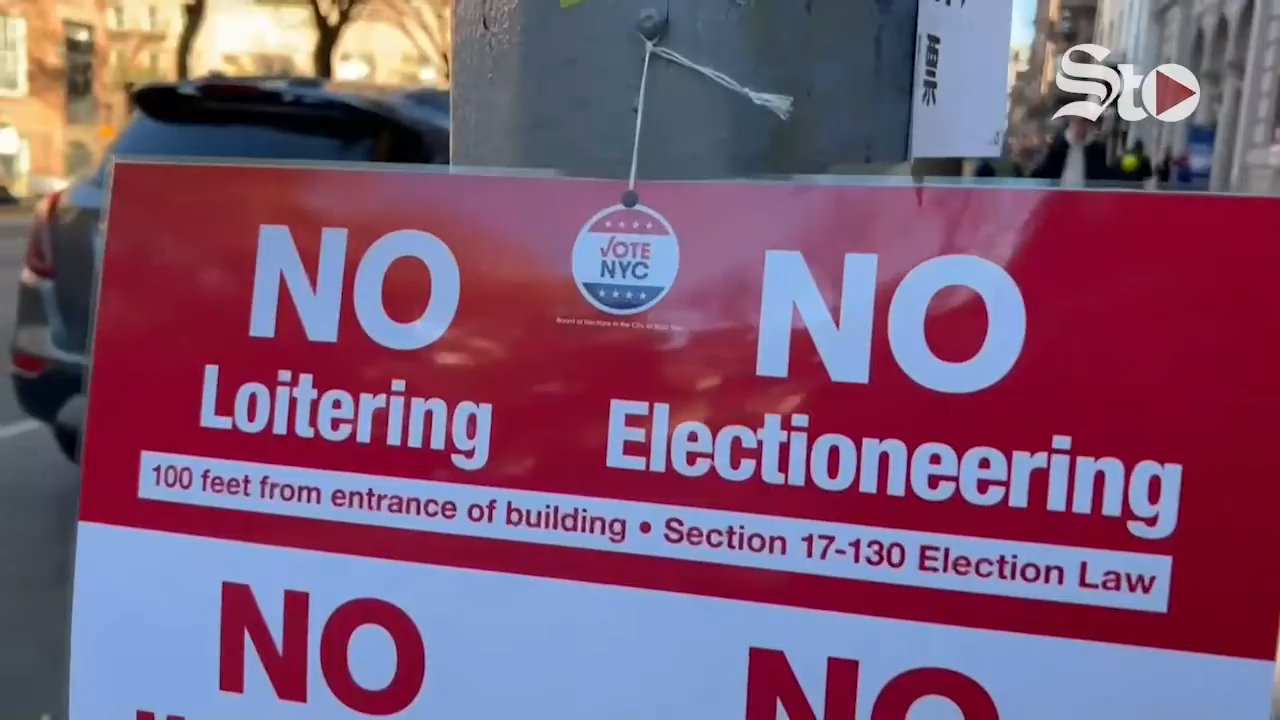 Sto
VOTE
NYC
NO
Loitering
NO
Electioneering
100 feet from entrance of building • Section 17-130 Election Law
NO
NO